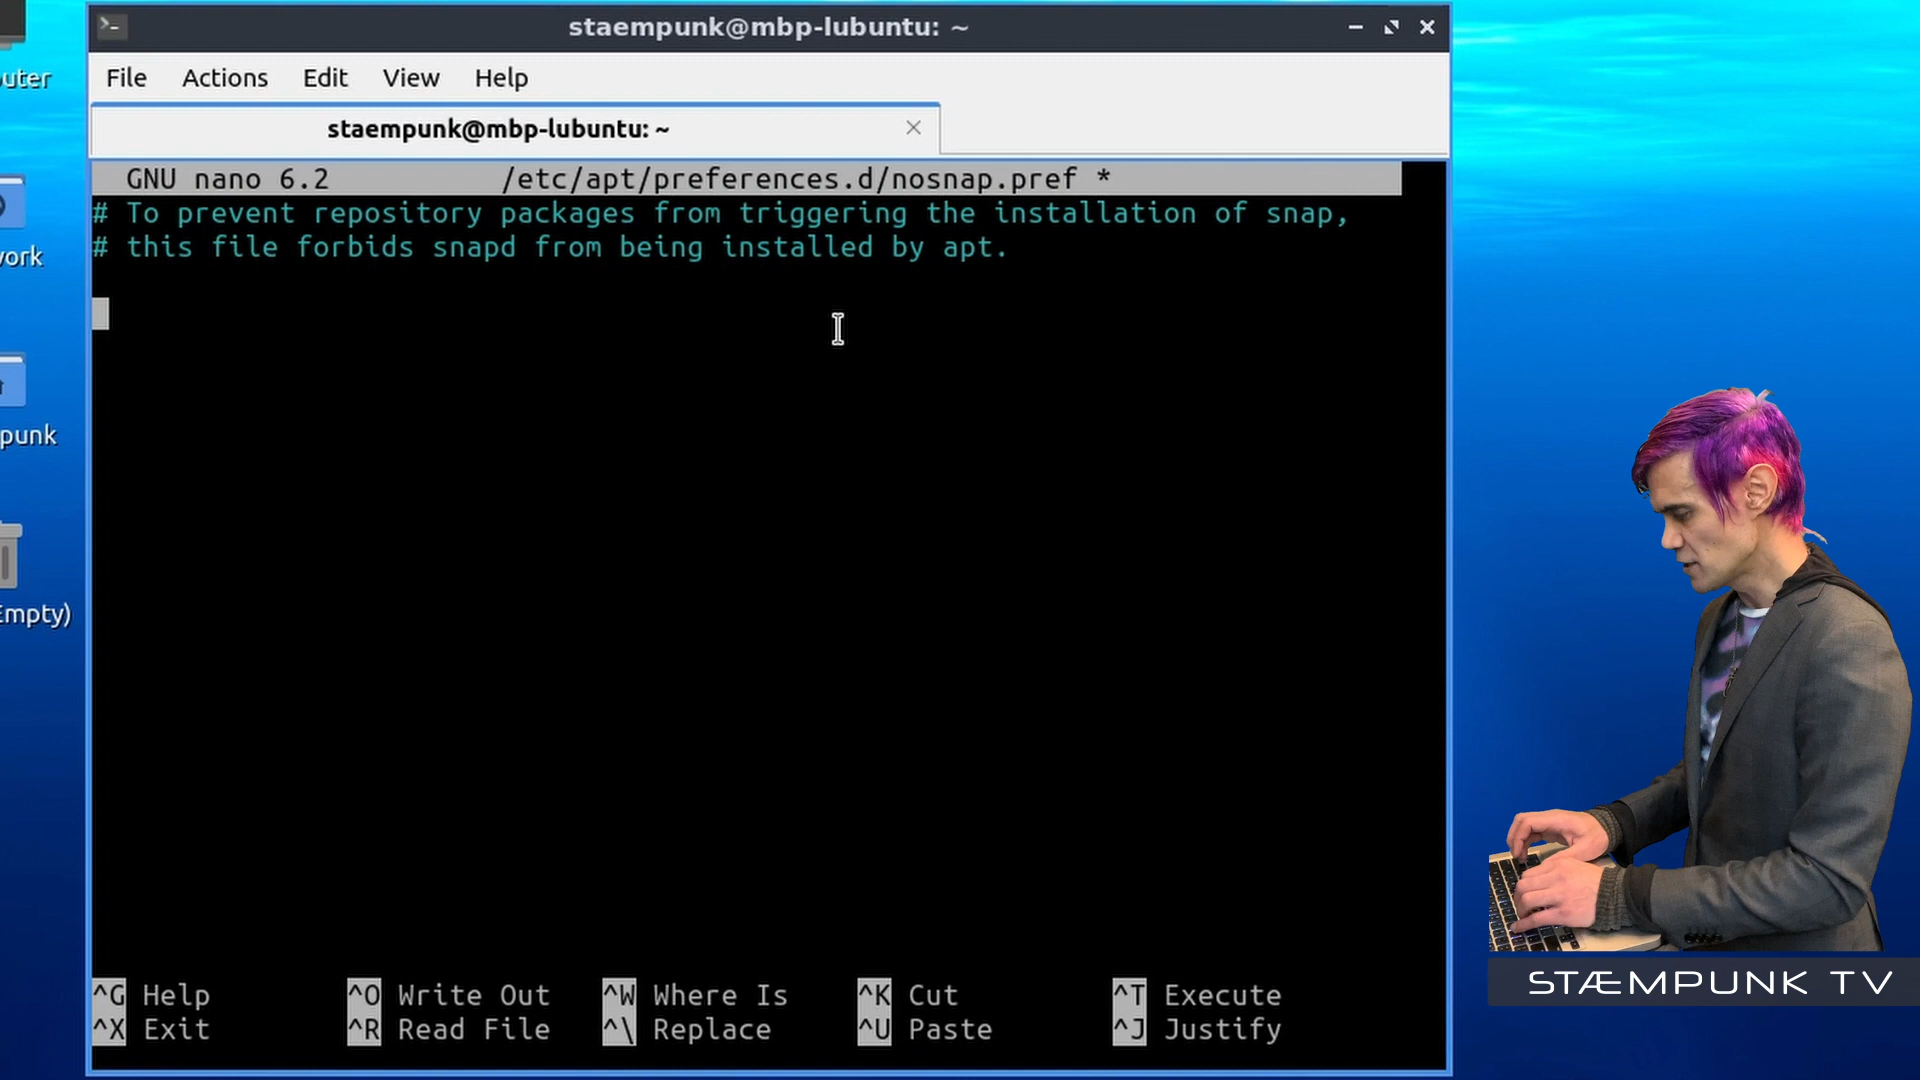 staempunk@mbp-lubuntu: ~
File Actions Edit View Help
staempunk@mbp-lubuntu: ~
GNU nano 6.2 /etc/apt/preferences.d/nosnap.pref *
# To prevent repository packages from triggering the installation of snap,
# this file forbids snapd from being installed by apt.
uter
work
punk
Empty)
^G Help ^O Write Out ^W Where Is ^K Cut ^T Execute
^X Exit ^R Read File ^\ Replace ^U Paste ^J Justify
STÆMPUNK TV